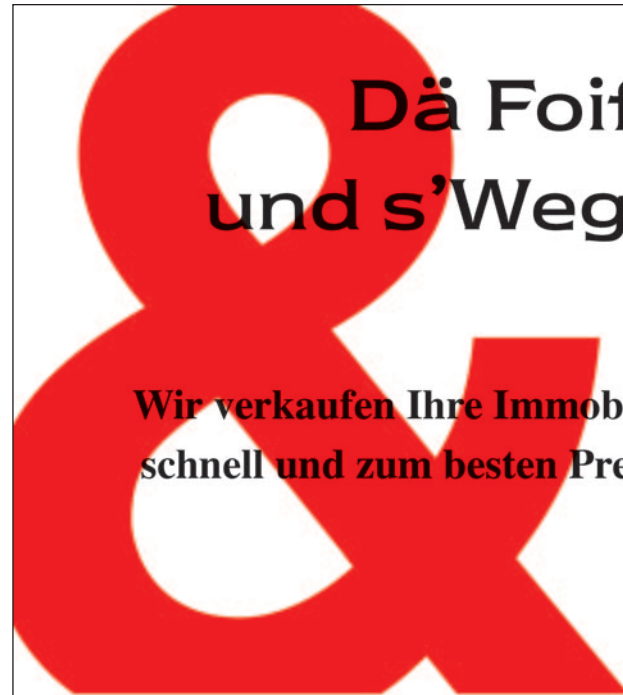 Dä Foif
und s’Weg
Wir verkaufen Ihre Immob
schnell und zum besten Pre